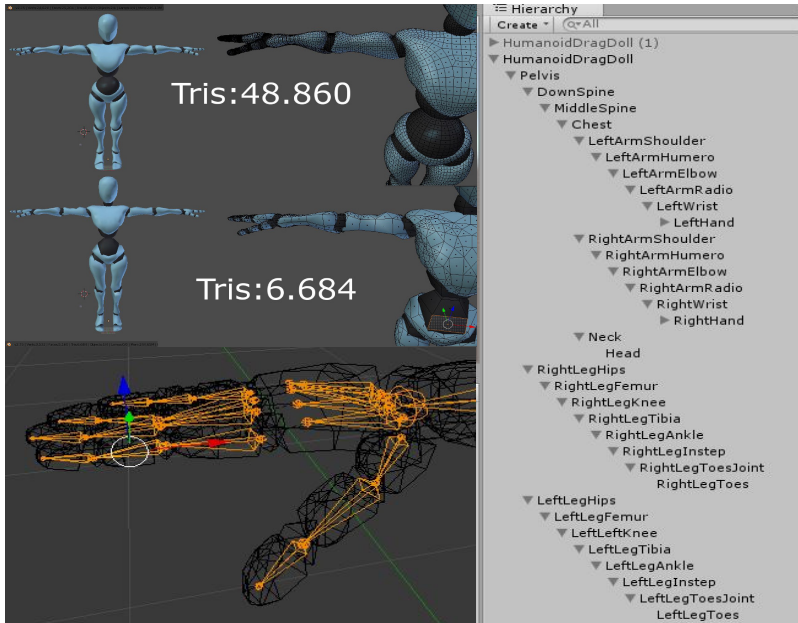 Tris:48.860
Tris:6.684
Hierarchy
Create All
HumanoidDragDoll (1)
HumanoidDragDoll
Pelvis
DownSpine
MiddleSpine
Chest
LeftArmShoulder
LeftArmHumero
LeftArmElbow
LeftArmRadio
LeftWrist
LeftHand
RightArmShoulder
RightArmHumero
RightArmElbow
RightArmRadio
RightWrist
RightHand
Neck
Head
RightLegHips
RightLegFemur
RightLegKnee
RightLegTibia
RightLegAnkle
RightLegInstep
RightLegToesJoint
RightLegToes
LeftLegHips
LeftLegFemur
LeftLeftKnee
LeftLegTibia
LeftLegAnkle
LeftLegInstep
LeftLegToesJoint
LeftLegToes